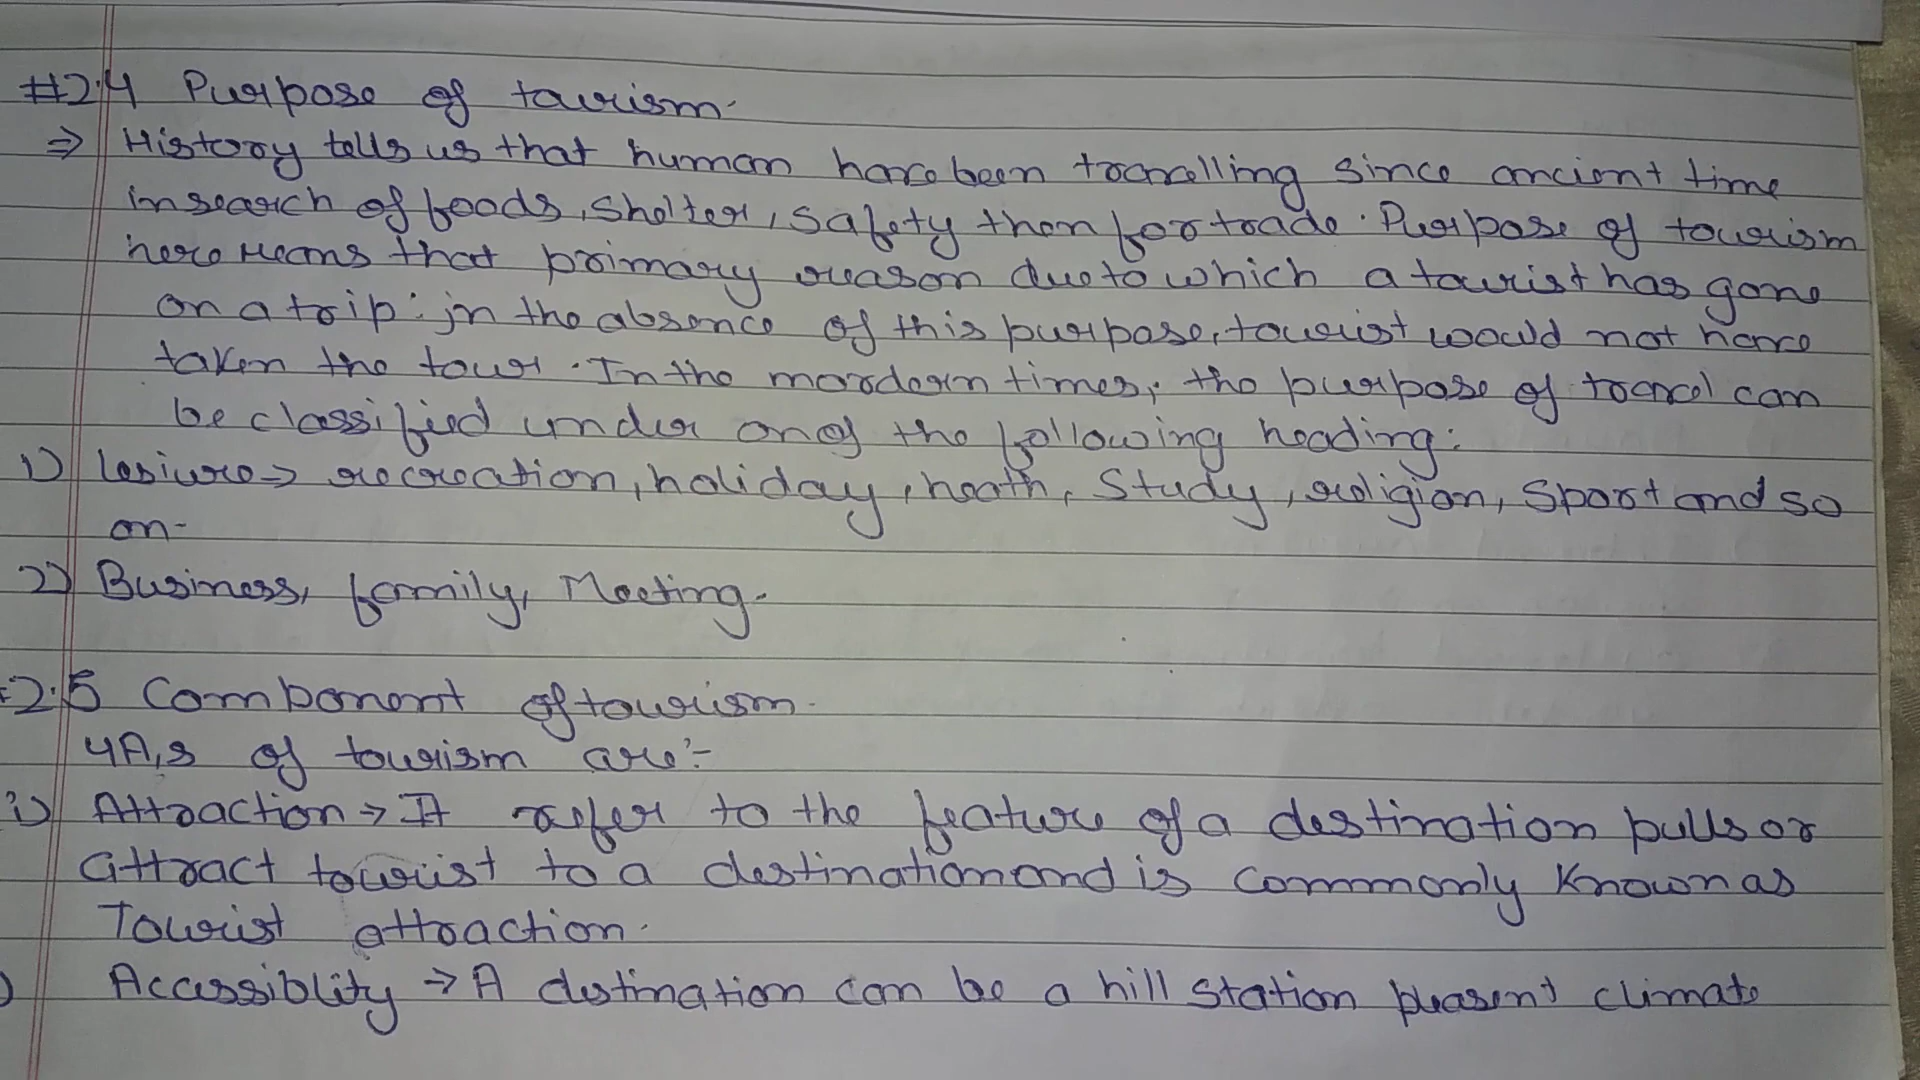 #2.4 Purpose of tourism.
⇒ History tells us that human have been travelling since ancient time
in search of foods, shelter, safety then for trade. Purpose of tourism
here Means that primary reason due to which a tourist has gone
on a trip. in the absence of this purpose, tourist would not have
taken the tour. In the mordern times, the purpose of travel can
be classified under on of the following heading:
1) Lesiure → recreation, holiday, heath, Study, religion, Sport and so
on-
2) Business, family, Meeting.
2.5 Component of tourism.
4A,s of tourism are:-
i) Attraction → It refer to the feature of a destination pulls or
attract tourist to a destination and is commonly Known as
Tourist attraction.
) Accessiblity → A destination can be a hill station pleasent climate